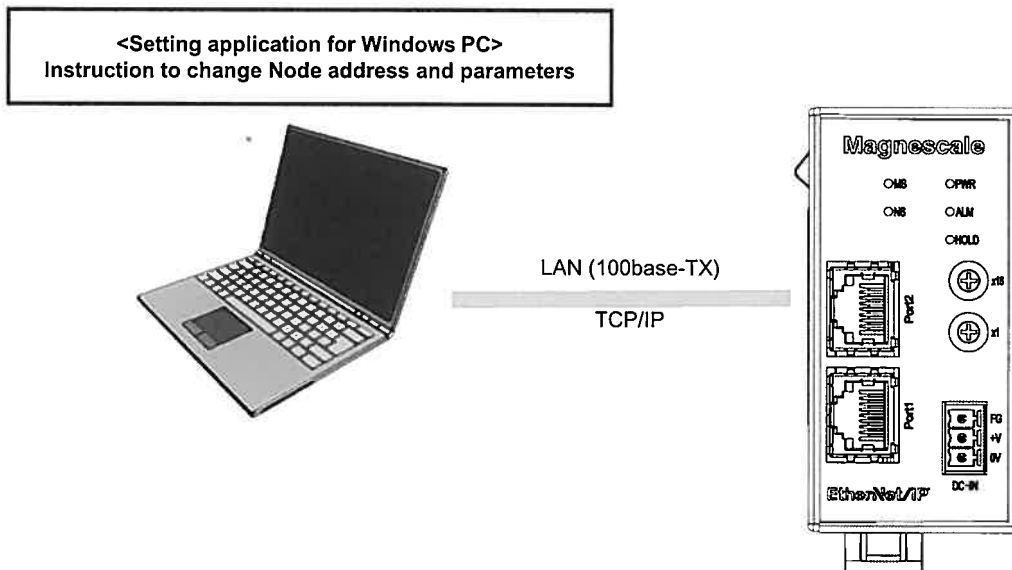 <Setting application for Windows PC>
Instruction to change Node address and parameters
LAN (100base-TX)
TCP/IP
Magnescale
MS
PWR
NS
ALM
HOLD
x16
Port2
x1
Port1
FG
+V
0V
DC-IN
EtherNet/IP